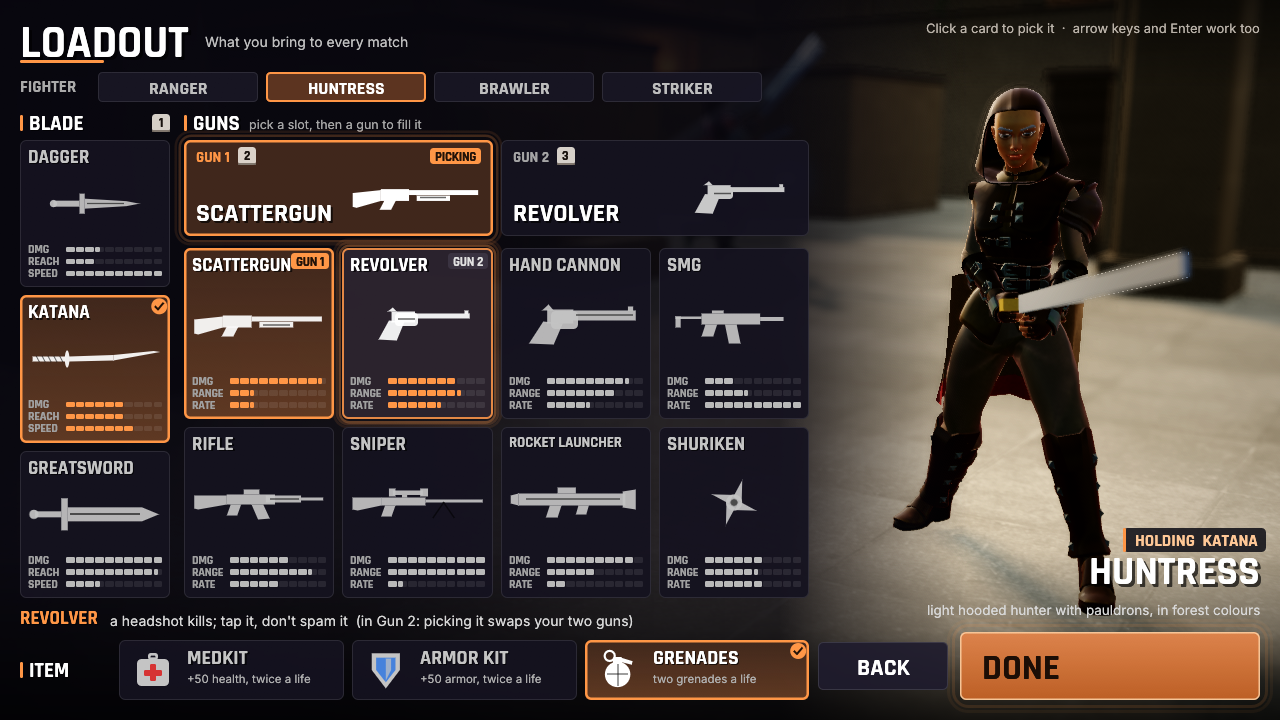 LOADOUT What you bring to every match
Click a card to pick it · arrow keys and Enter work too
FIGHTER RANGER HUNTRESS BRAWLER STRIKER
BLADE 1
GUNS pick a slot, then a gun to fill it
DAGGER
DMG
REACH
SPEED
KATANA
DMG
REACH
SPEED
GREATSWORD
DMG
REACH
SPEED
GUN 1 2 PICKING
SCATTERGUN
GUN 2 3
REVOLVER
SCATTERGUN GUN 1
DMG
RANGE
RATE
REVOLVER GUN 2
DMG
RANGE
RATE
HAND CANNON
DMG
RANGE
RATE
SMG
DMG
RANGE
RATE
RIFLE
DMG
RANGE
RATE
SNIPER
DMG
RANGE
RATE
ROCKET LAUNCHER
DMG
RANGE
RATE
SHURIKEN
DMG
RANGE
RATE
HOLDING KATANA
HUNTRESS
light hooded hunter with pauldrons, in forest colours
REVOLVER a headshot kills; tap it, don't spam it (in Gun 2: picking it swaps your two guns)
ITEM
MEDKIT
+50 health, twice a life
ARMOR KIT
+50 armor, twice a life
GRENADES
two grenades a life
BACK
DONE